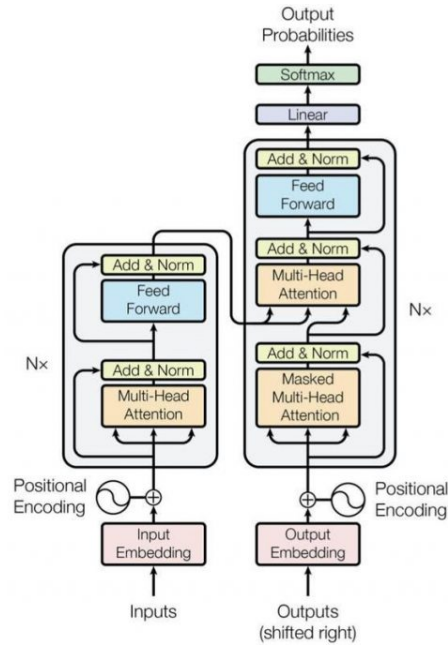 Output
Probabilities
Softmax
Linear
Add & Norm
Feed
Forward
Add & Norm
Multi-Head
Attention
Add & Norm
Masked
Multi-Head
Attention
Nx
Add & Norm
Feed
Forward
Add & Norm
Multi-Head
Attention
Nx
Positional
Encoding
Input
Embedding
Inputs
Positional
Encoding
Output
Embedding
Outputs
(shifted right)